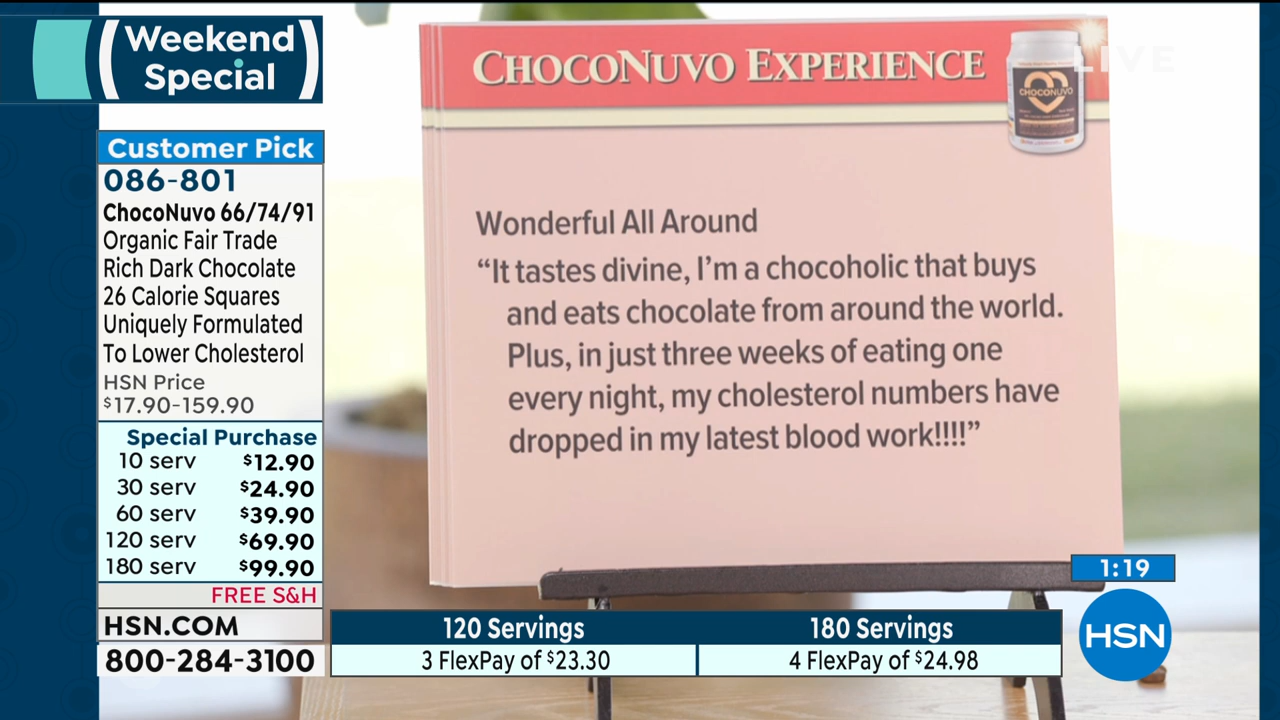 Weekend
Special
Customer Pick
086-801
ChocoNuvo 66/74/91
Organic Fair Trade
Rich Dark Chocolate
26 Calorie Squares
Uniquely Formulated
To Lower Cholesterol
HSN Price
$17.90-159.90
Special Purchase
10 serv $12.90
30 serv $24.90
60 serv $39.90
120 serv $69.90
180 serv $99.90
FREE S&H
HSN.COM
800-284-3100
CHOCONUVO EXPERIENCE
LIVE
CHOCONUVO
Wonderful All Around
“It tastes divine, I’m a chocoholic that buys
and eats chocolate from around the world.
Plus, in just three weeks of eating one
every night, my cholesterol numbers have
dropped in my latest blood work!!!!”
1:19
HSN
120 Servings
3 FlexPay of $23.30
180 Servings
4 FlexPay of $24.98